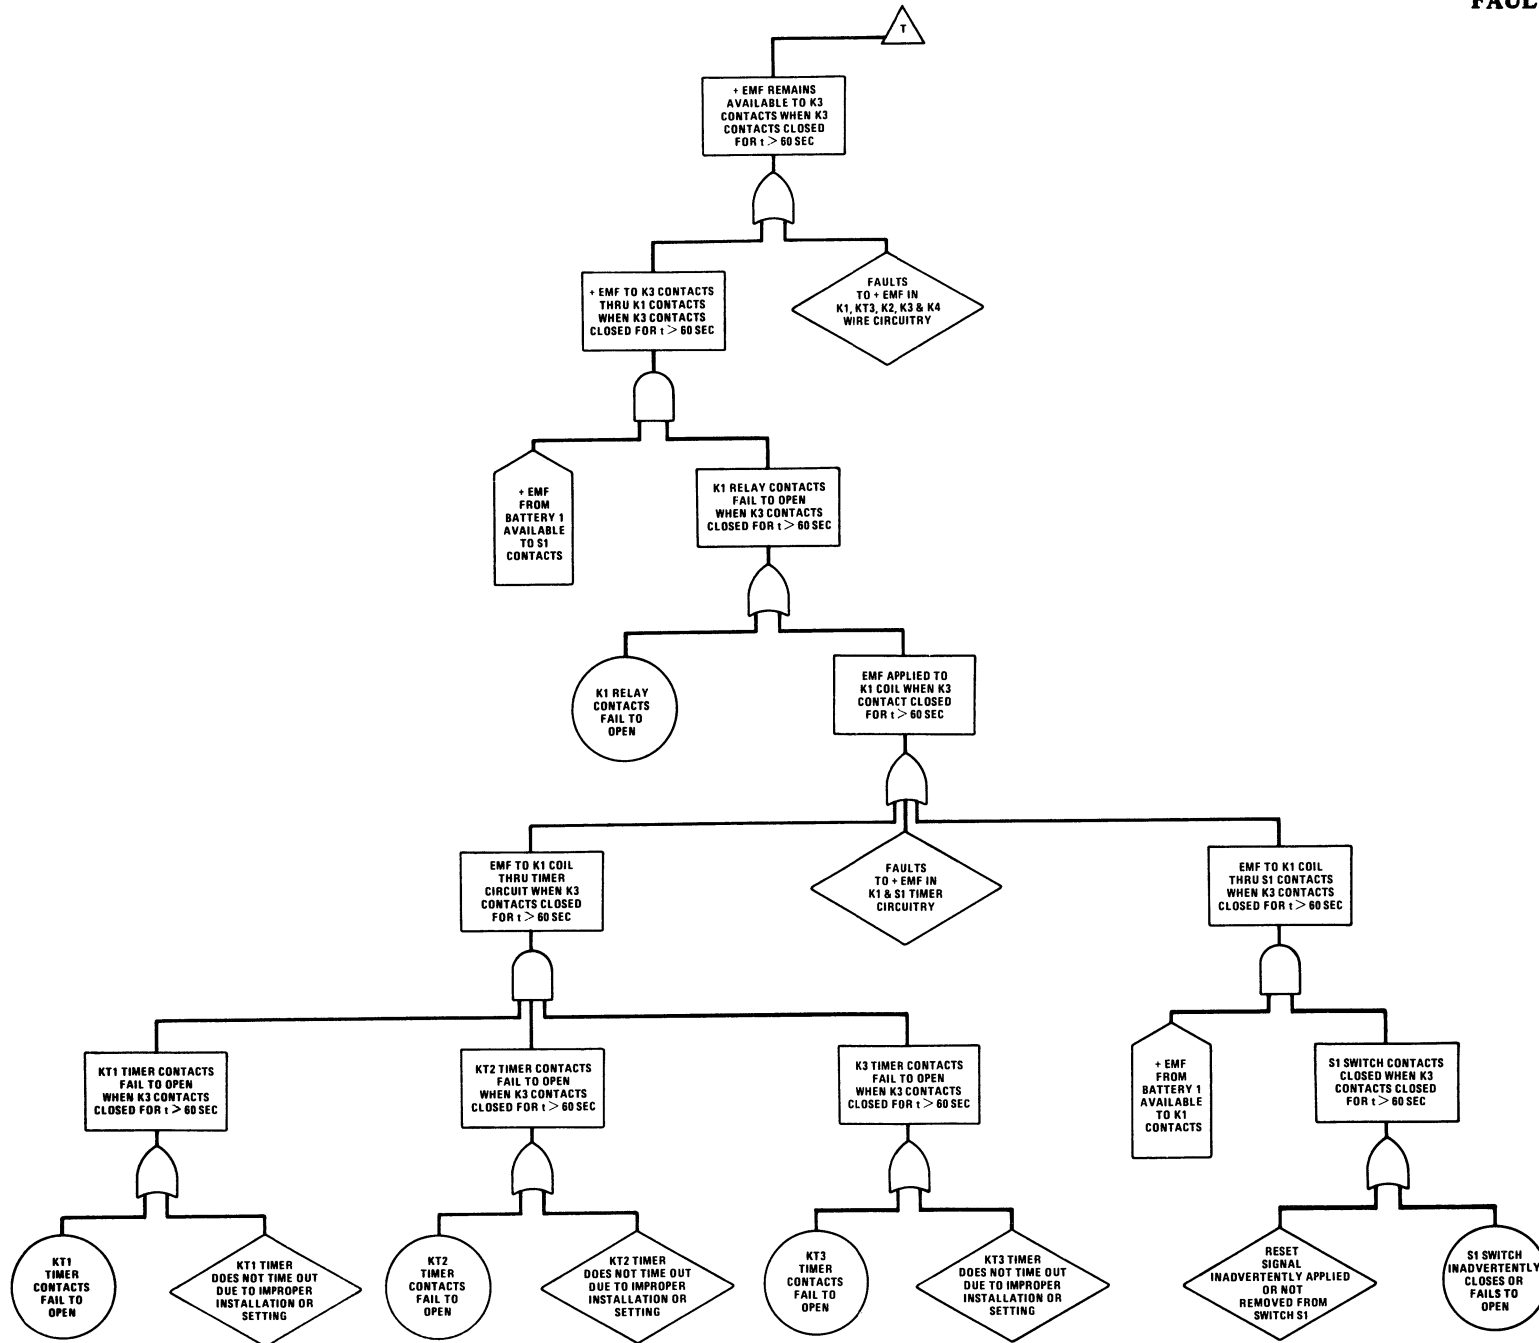 FAUL
T
+ EMF REMAINS
AVAILABLE TO K3
CONTACTS WHEN K3
CONTACTS CLOSED
FOR t > 60 SEC
+ EMF TO K3 CONTACTS
THRU K1 CONTACTS
WHEN K3 CONTACTS
CLOSED FOR t > 60 SEC
FAULTS
TO + EMF IN
K1, KT3, K2, K3 & K4
WIRE CIRCUITRY
+ EMF
FROM
BATTERY 1
AVAILABLE
TO S1
CONTACTS
K1 RELAY CONTACTS
FAIL TO OPEN
WHEN K3 CONTACTS
CLOSED FOR t > 60 SEC
K1 RELAY
CONTACTS
FAIL TO
OPEN
EMF APPLIED TO
K1 COIL WHEN K3
CONTACT CLOSED
FOR t > 60 SEC
EMF TO K1 COIL
THRU TIMER
CIRCUIT WHEN K3
CONTACTS CLOSED
FOR t > 60 SEC
FAULTS
TO + EMF IN
K1 & S1 TIMER
CIRCUITRY
EMF TO K1 COIL
THRU S1 CONTACTS
WHEN K3 CONTACTS
CLOSED FOR t > 60 SEC
KT1 TIMER CONTACTS
FAIL TO OPEN
WHEN K3 CONTACTS
CLOSED FOR t > 60 SEC
KT2 TIMER CONTACTS
FAIL TO OPEN
WHEN K3 CONTACTS
CLOSED FOR t > 60 SEC
K3 TIMER CONTACTS
FAIL TO OPEN
WHEN K3 CONTACTS
CLOSED FOR t > 60 SEC
+ EMF
FROM
BATTERY 1
AVAILABLE
TO K1
CONTACTS
S1 SWITCH CONTACTS
CLOSED WHEN K3
CONTACTS CLOSED
FOR t > 60 SEC
KT1
TIMER
CONTACTS
FAIL TO
OPEN
KT1 TIMER
DOES NOT TIME OUT
DUE TO IMPROPER
INSTALLATION OR
SETTING
KT2
TIMER
CONTACTS
FAIL TO
OPEN
KT2 TIMER
DOES NOT TIME OUT
DUE TO IMPROPER
INSTALLATION OR
SETTING
KT3
TIMER
CONTACTS
FAIL TO
OPEN
KT3 TIMER
DOES NOT TIME OUT
DUE TO IMPROPER
INSTALLATION OR
SETTING
RESET
SIGNAL
INADVERTENTLY APPLIED
OR NOT
REMOVED FROM
SWITCH S1
S1 SWITCH
INADVERTENTLY
CLOSES OR
FAILS TO
OPEN